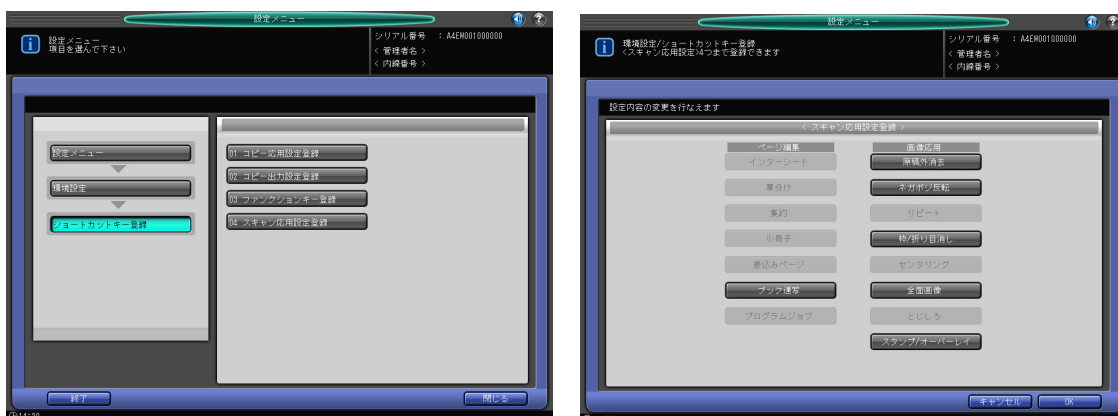 設定メニュー
設定メニュー
項目を選んで下さい
シリアル番号 : A4EW001000000
< 管理者名 >
< 内線番号 >
設定メニュー
環境設定
ショートカットキー登録
01 コピー応用設定登録
02 コピー出力設定登録
03 ファンクションキー登録
04 スキャン応用設定登録
終了
閉じる
設定メニュー
環境設定/ショートカットキー登録
<スキャン応用設定>4つまで登録できます
シリアル番号 : A4EW001000000
< 管理者名 >
< 内線番号 >
設定内容の変更を行なえます
< スキャン応用設定登録 >
ページ編集
画像応用
インターシート
原稿外消去
章分け
ネガポジ反転
集約
リピート
小冊子
枠/折り目消し
差込みページ
センタリング
ブック連写
全面画像
プログラムジョブ
とじしろ
スタンプ/オーバーレイ
キャンセル
OK